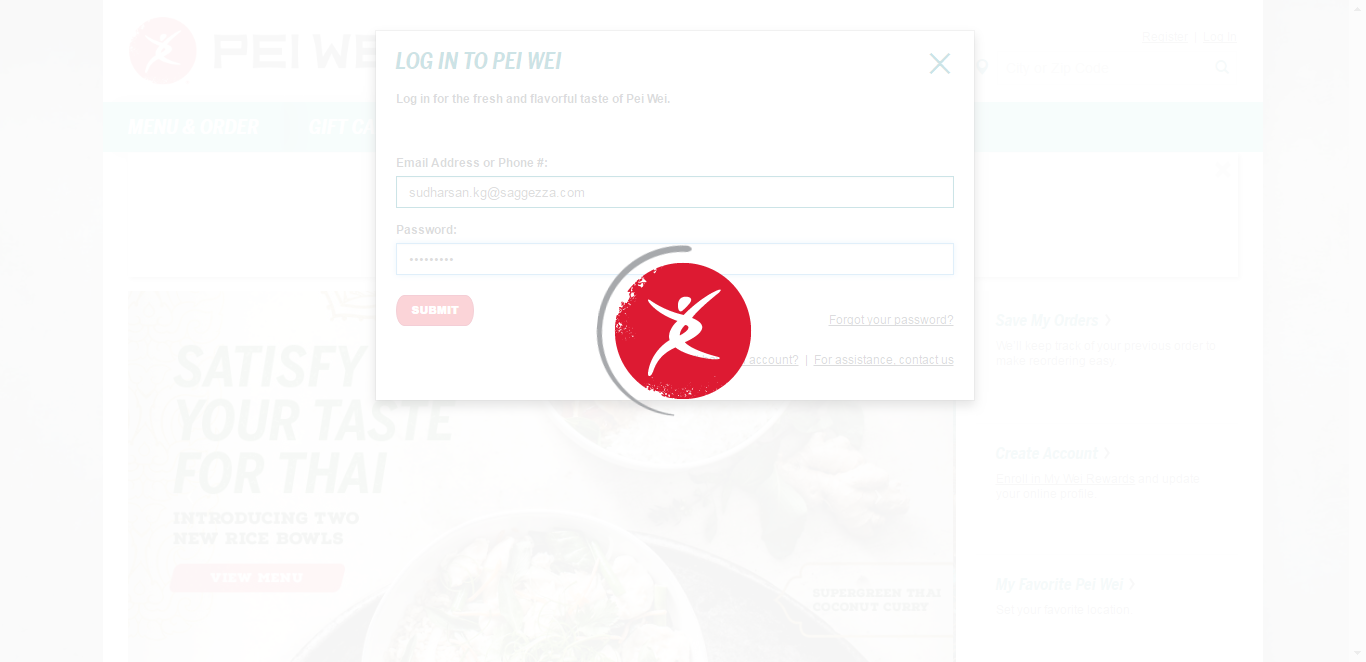 PEI WE
Register | Log In
LOG IN TO PEI WEI
Log in for the fresh and flavorful taste of Pei Wei.
MENU & ORDER
GIFT CA
Email Address or Phone #:
sudharsan.kg@saggezza.com
Password:
•••••••••
SUBMIT
Forgot your password?
account? | For assistance, contact us
SATISFY
YOUR TASTE
FOR THAI
INTRODUCING TWO
NEW RICE BOWLS
VIEW MENU
SUPERGREEN THAI
COCONUT CURRY
Save My Orders >
We'll keep track of your previous order to
make reordering easy.
Create Account >
Enroll in My Wei Rewards and update
your online profile.
My Favorite Pei Wei >
Set your favorite location